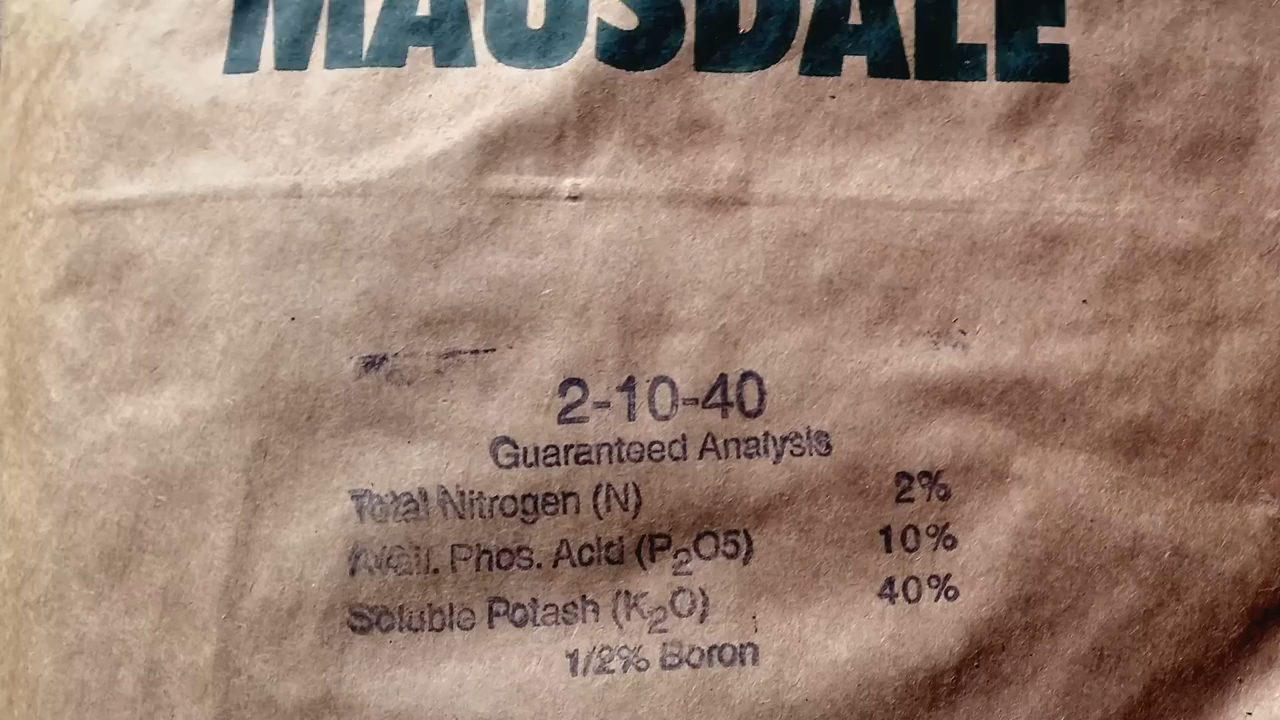 MAUSDALE
2-10-40
Guaranteed Analysis
Total Nitrogen (N) 2%
Avail. Phos. Acid (P₂O5) 10%
Soluble Potash (K₂O) 40%
1/2% Boron